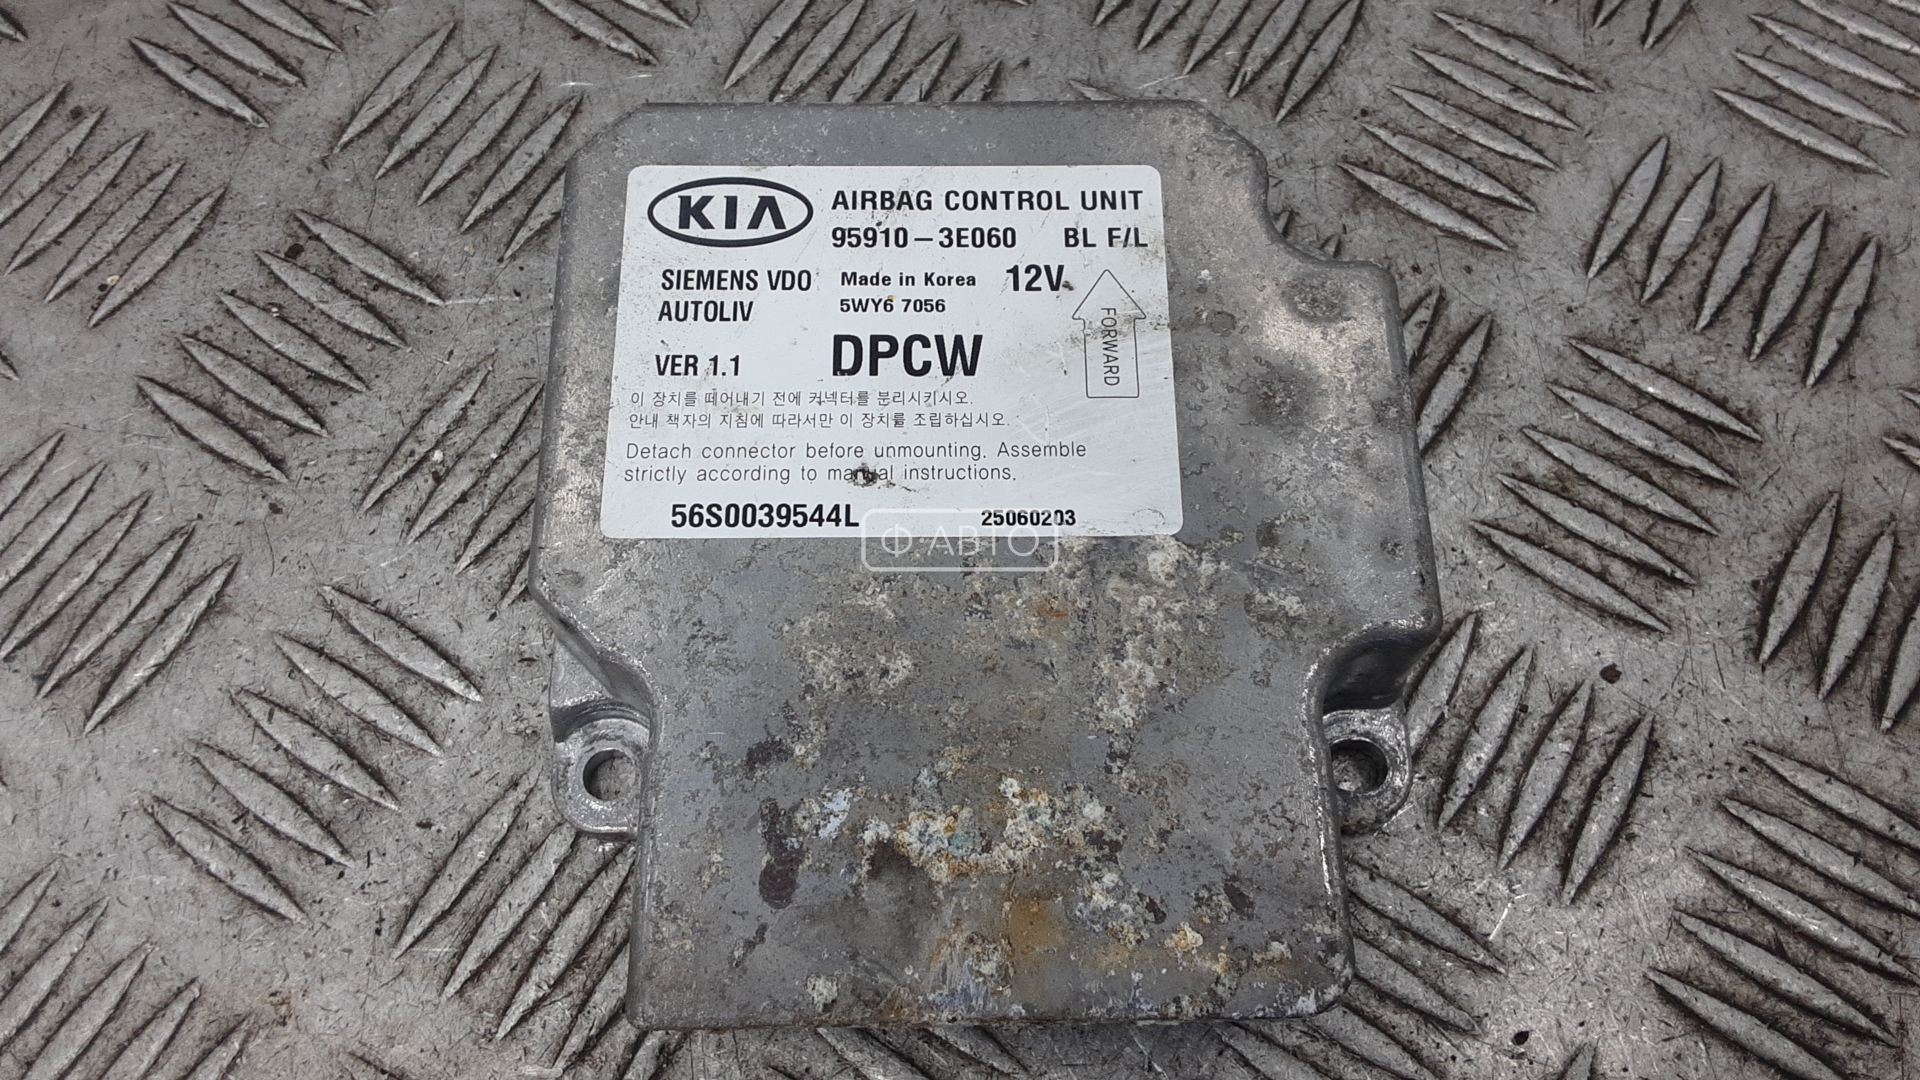 KIA
AIRBAG CONTROL UNIT
95910-3E060 BL F/L
SIEMENS VDO Made in Korea 12V
AUTOLIV 5WY6 7056
FORWARD
VER 1.1 DPCW
이 장치를 떼어내기 전에 커넥터를 분리시키시오.
안내 책자의 지침에 따라서만 이 장치를 조립하십시오.
Detach connector before unmounting. Assemble
strictly according to manual instructions.
56S0039544L 25060203
Ф·АВТО